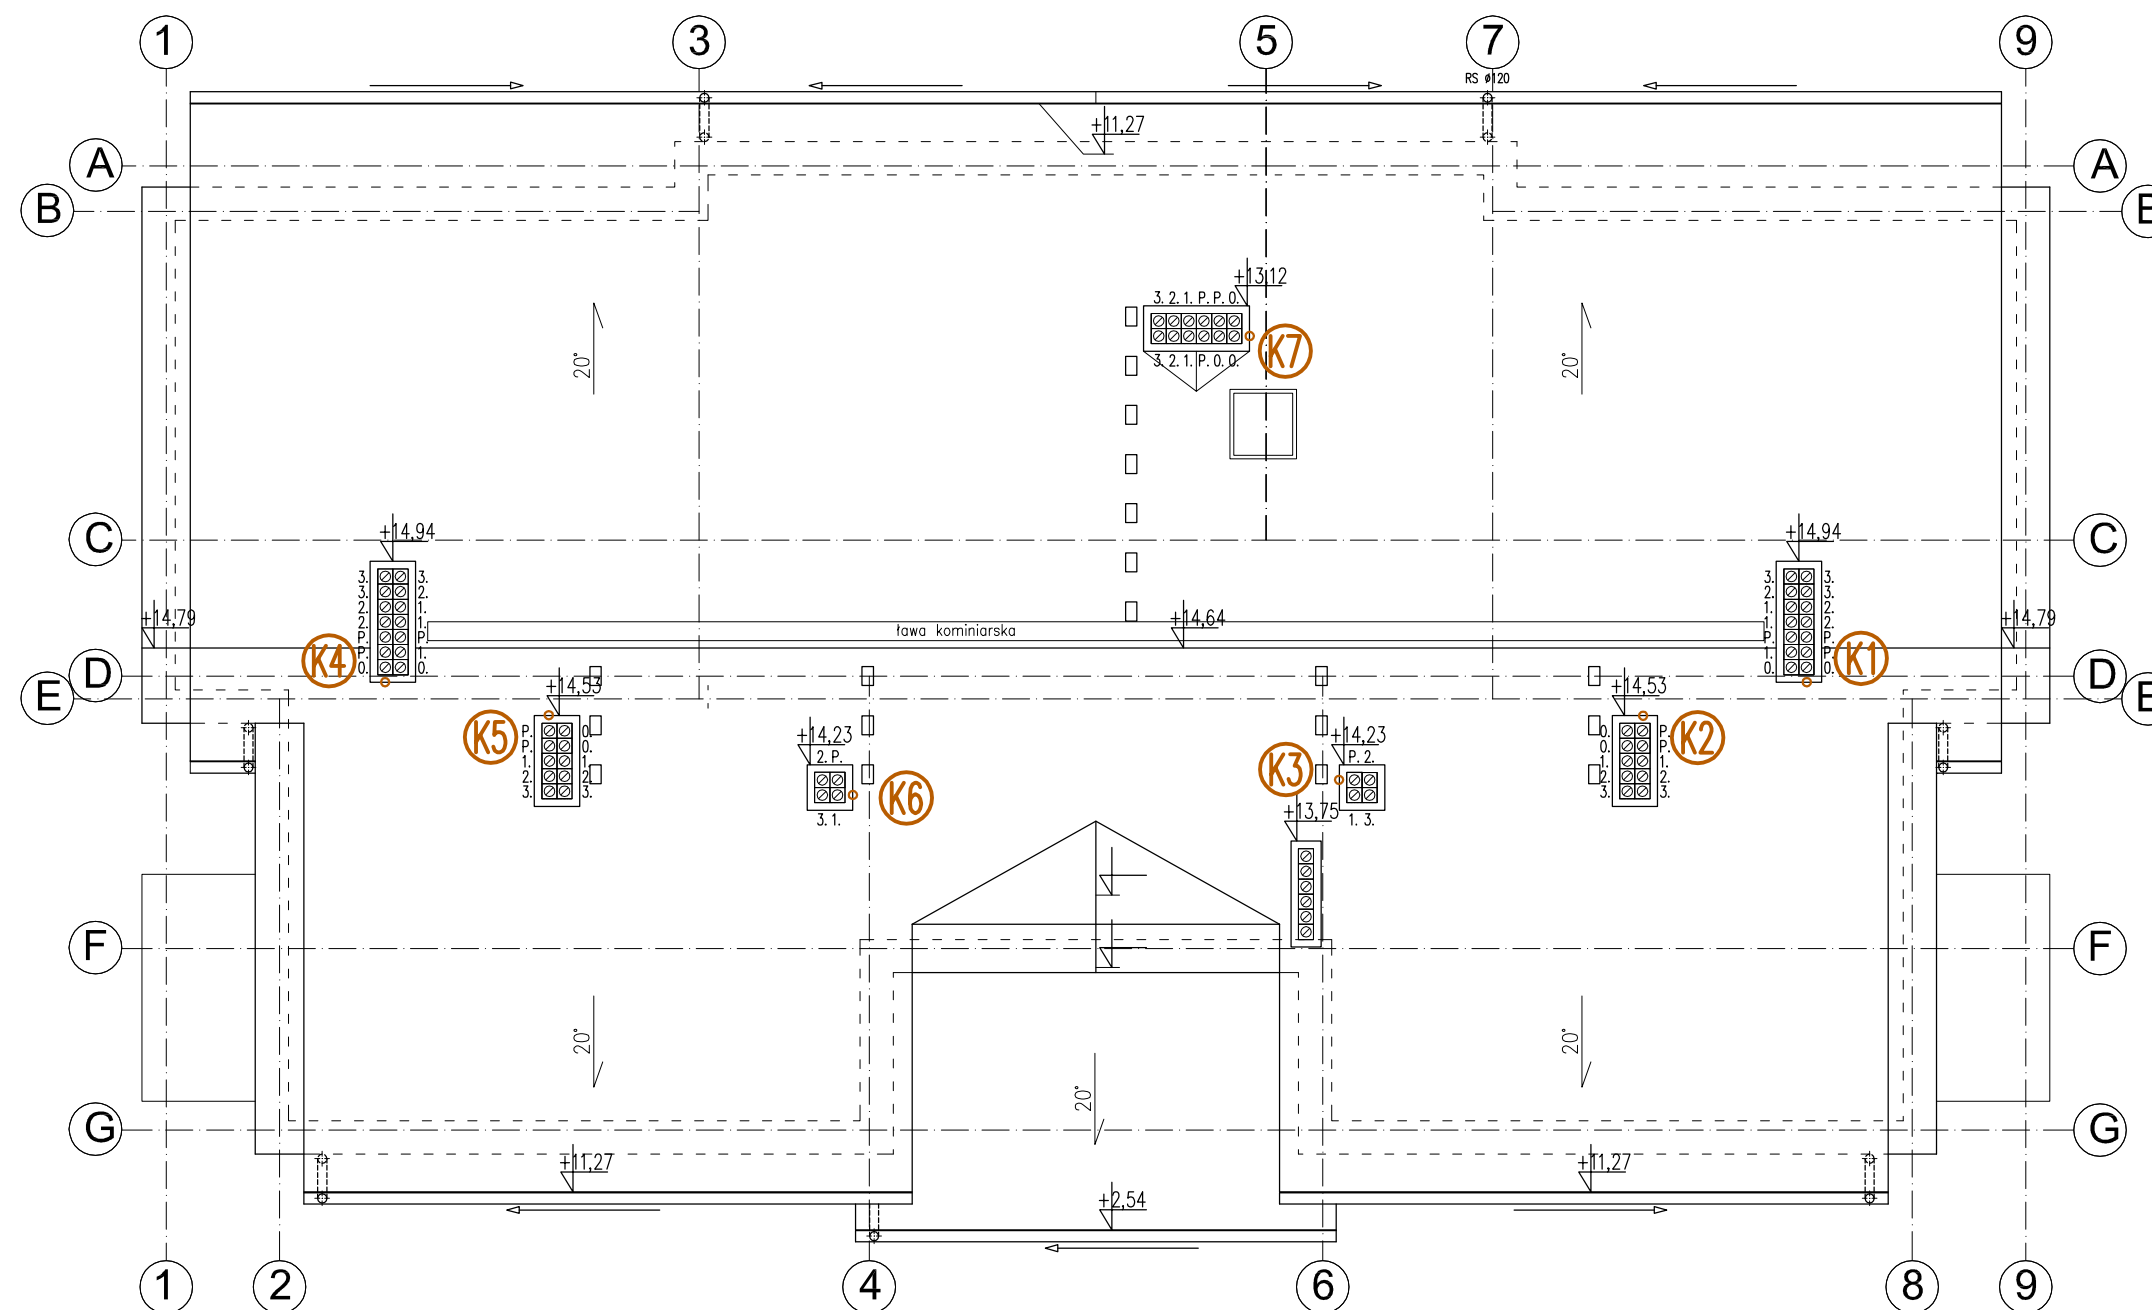 1 3 5 7 9
RS ø120
+11,27
A A
B B
+13,12
3. 2. 1. P. P. 0.
K7
3. 2. 1. P. 0. 0.
20° 20°
C C
+14,94 +14,94
3. 3. 3. 3.
3. 2. 2. 3.
2. 1. 1. 2.
2. 1. 1. 2.
P. P. P. P.
P. 1. 1. P.
0. 0. 0. 0.
+14,79 +14,64 +14,79
ława kominiarska
K4 K1
D D
E E
+14,53 +14,53
K5 K2
P. 0. 0. P.
P. 0. 0. P.
1. 1. 1. 1.
2. 2. 2. 2.
3. 3. 3. 3.
+14,23 +14,23
2. P. P. 2.
K6 K3
3. 1. 1. 3.
+13,75
F F
20° 20°
20°
G G
+11,27 +11,27
+2,54
1 2 4 6 8 9